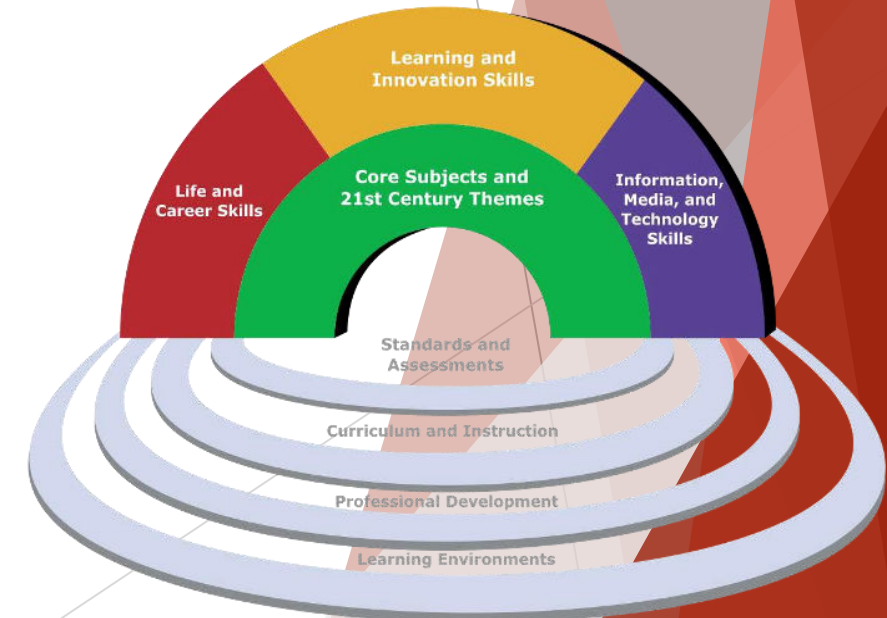 Learning and
Innovation Skills
Core Subjects and
21st Century Themes
Life and
Career Skills
Information,
Media, and
Technology
Skills
Standards and
Assessments
Curriculum and Instruction
Professional Development
Learning Environments